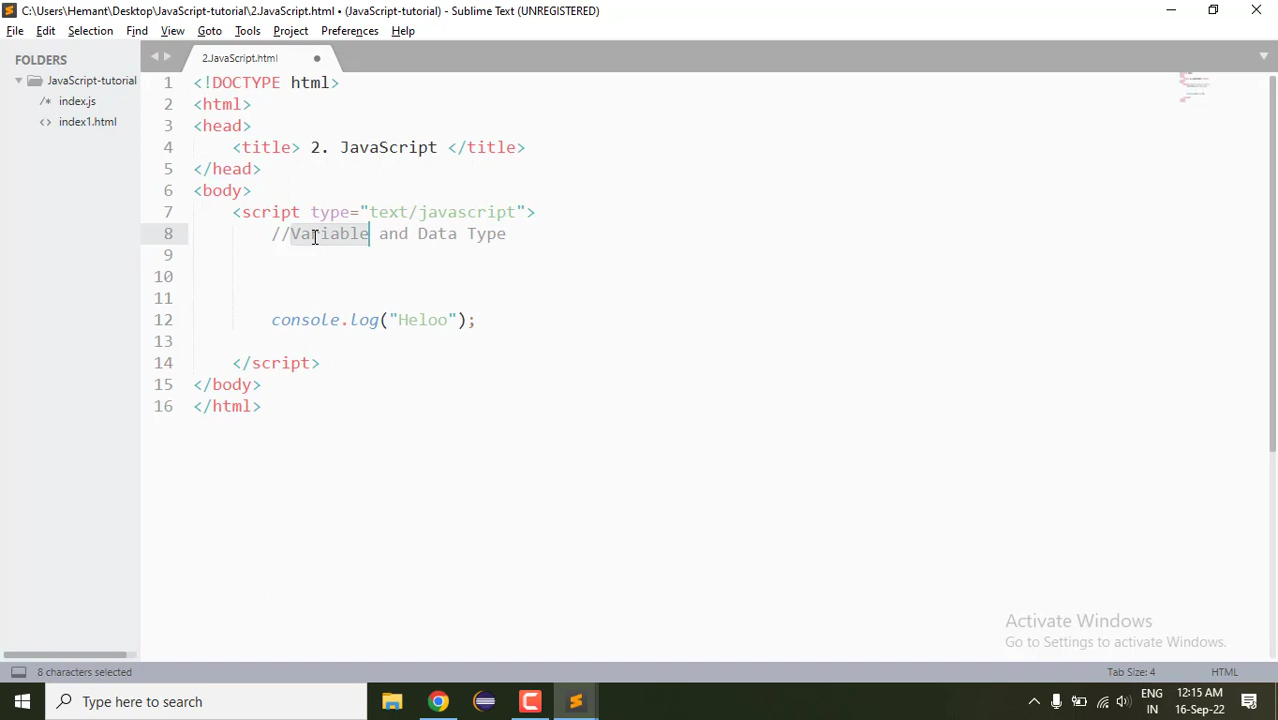 C:\Users\Hemant\Desktop\JavaScript-tutorial\2.JavaScript.html • (JavaScript-tutorial) - Sublime Text (UNREGISTERED)
File Edit Selection Find View Goto Tools Project Preferences Help
FOLDERS
JavaScript-tutorial
/* index.js
<> index1.html
2.JavaScript.html
1 <!DOCTYPE html>
2 <html>
3 <head>
4 <title> 2. JavaScript </title>
5 </head>
6 <body>
7 <script type="text/javascript">
8 //Variable and Data Type
9
10
11
12 console.log("Heloo");
13
14 </script>
15 </body>
16 </html>
Activate Windows
Go to Settings to activate Windows.
8 characters selected
Tab Size: 4
HTML
Type here to search
ENG
IN
12:15 AM
16-Sep-22